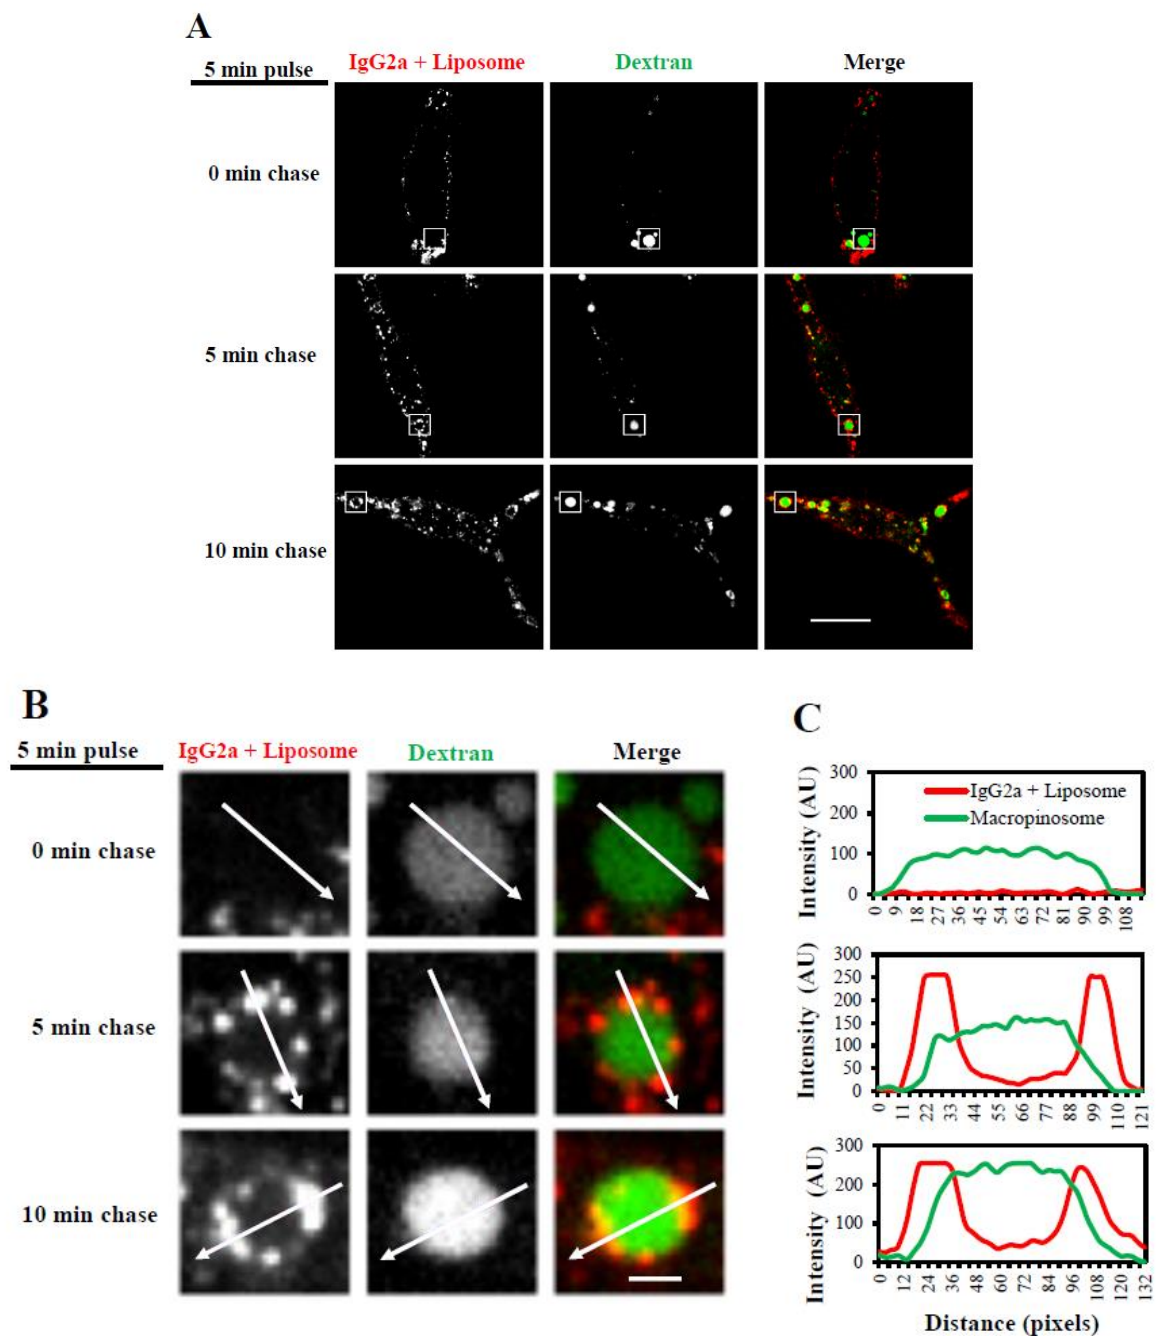 A
5 min pulse
IgG2a + Liposome
Dextran
Merge
0 min chase
5 min chase
10 min chase
B
5 min pulse
IgG2a + Liposome
Dextran
Merge
0 min chase
5 min chase
10 min chase
C
Intensity (AU)
300
200
100
0
IgG2a + Liposome
Macropinosome
0 9 18 27 36 45 54 63 72 81 90 99 108
Intensity (AU)
300
250
200
150
100
50
0
0 11 22 33 44 55 66 77 88 99 110 121
Intensity (AU)
300
200
100
0
0 12 24 36 48 60 72 84 96 108 120 132
Distance (pixels)